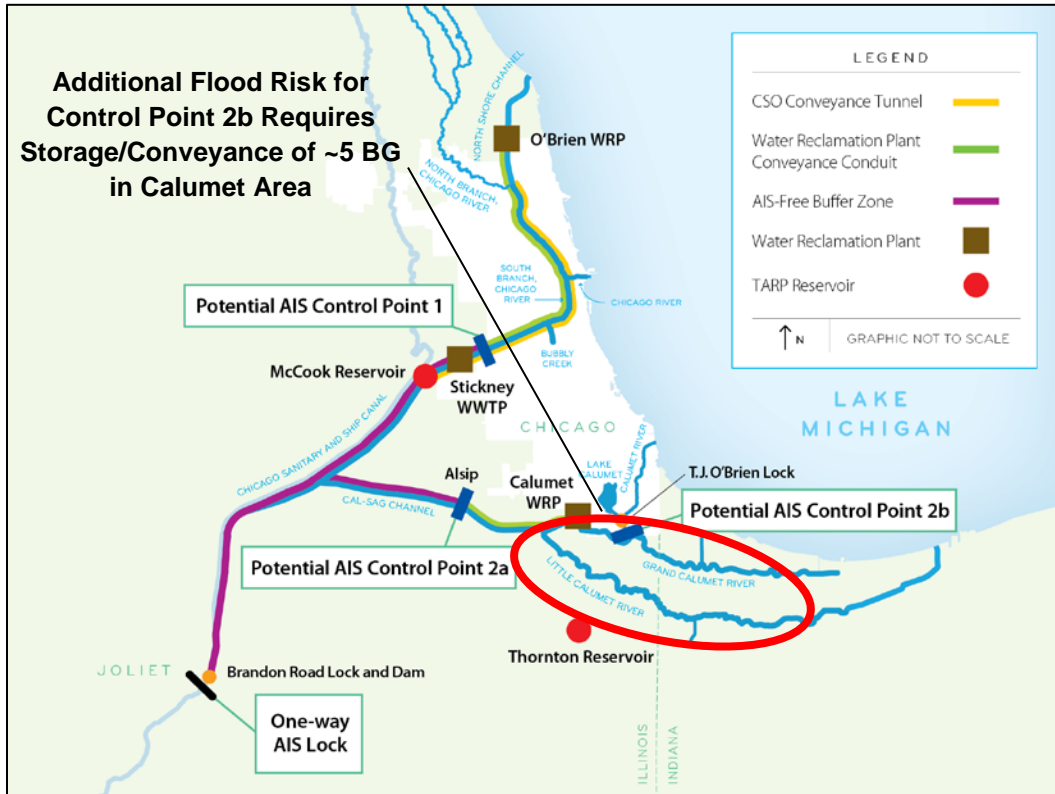 Additional Flood Risk for
Control Point 2b Requires
Storage/Conveyance of ~5 BG
in Calumet Area
LEGEND
CSO Conveyance Tunnel
Water Reclamation Plant
Conveyance Conduit
AIS-Free Buffer Zone
Water Reclamation Plant
TARP Reservoir
N
GRAPHIC NOT TO SCALE
NORTH SHORE CHANNEL
O'Brien WRP
NORTH BRANCH,
CHICAGO RIVER
SOUTH
BRANCH,
CHICAGO
RIVER
CHICAGO RIVER
Potential AIS Control Point 1
BUBBLY
CREEK
McCook Reservoir
Stickney
WWTP
CHICAGO
LAKE
MICHIGAN
CHICAGO SANITARY AND SHIP CANAL
Alsip
CAL-SAG CHANNEL
Calumet
WRP
LAKE
CALUMET
CALUMET RIVER
T.J.O'Brien Lock
Potential AIS Control Point 2b
Potential AIS Control Point 2a
GRAND CALUMET RIVER
LITTLE CALUMET
RIVER
Thornton Reservoir
JOLIET
Brandon Road Lock and Dam
One-way
AIS Lock
ILLINOIS
INDIANA